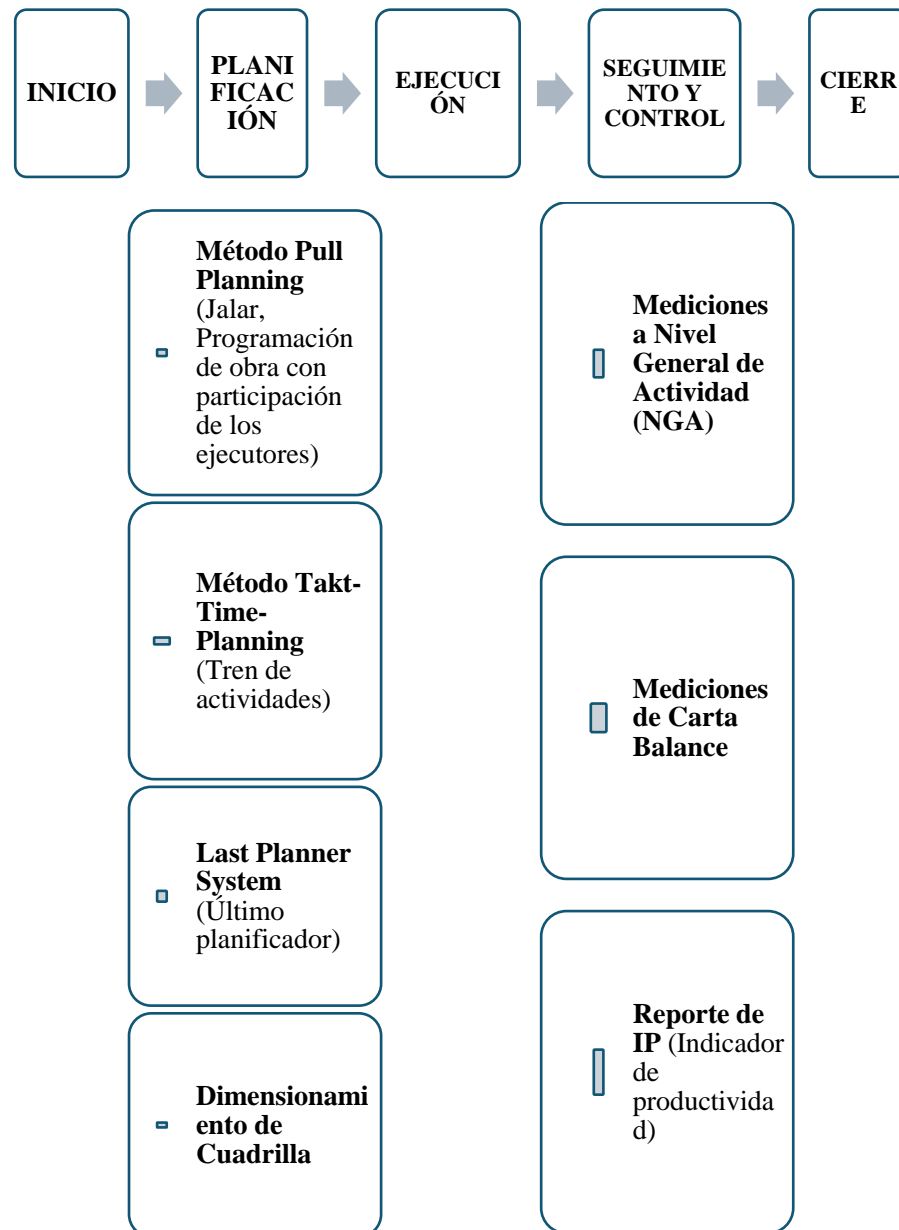 INICIO
PLANI
FICAC
IÓN
EJECUCI
ÓN
SEGUIMIE
NTO Y
CONTROL
CIERR
E
Método Pull
Planning
(Jalar,
Programación
de obra con
participación
de los
ejecutores)
Método Takt-
Time-
Planning
(Tren de
actividades)
Last Planner
System
(Último
planificador)
Dimensionami
ento de
Cuadrilla
Mediciones
a Nivel
General de
Actividad
(NGA)
Mediciones
de Carta
Balance
Reporte de
IP (Indicador
de
productivida
d)